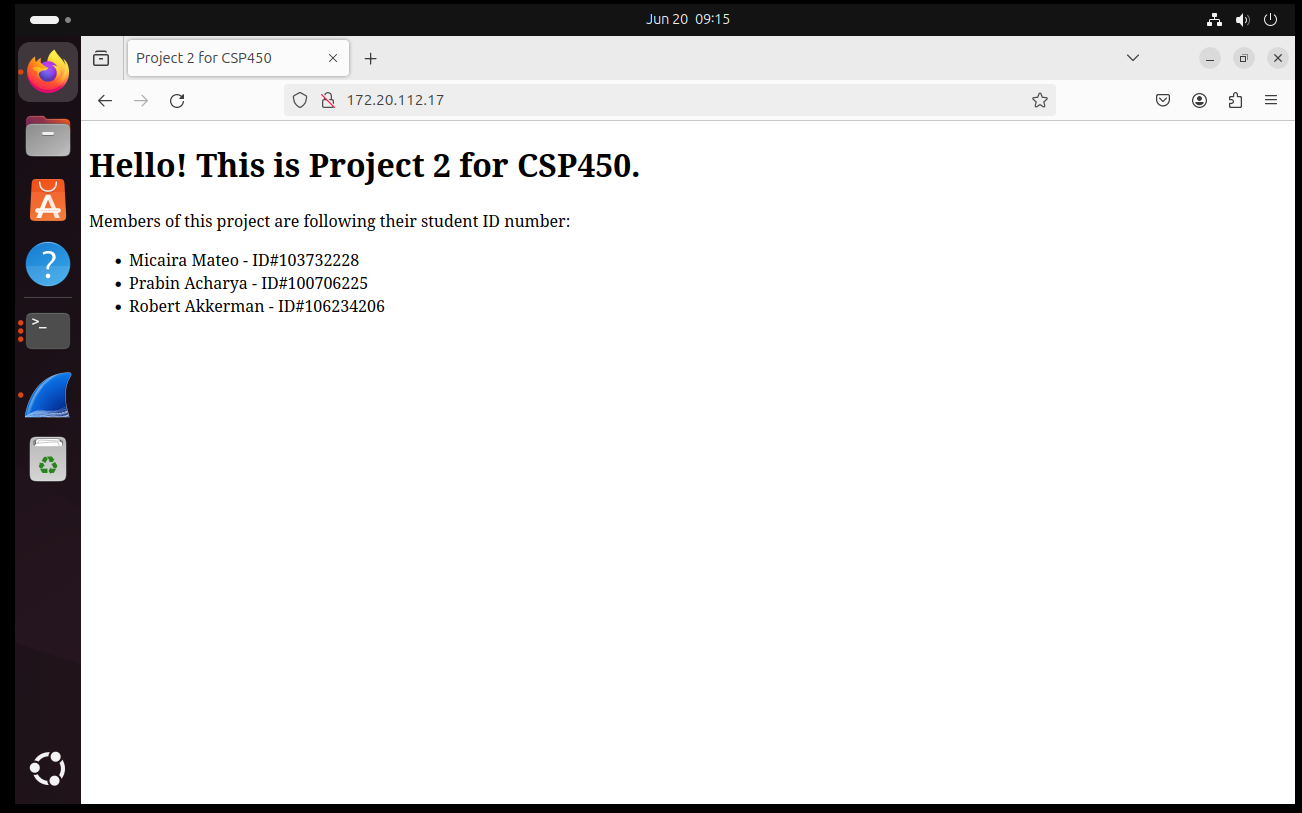 Jun 20 09:15
Project 2 for CSP450
172.20.112.17
Hello! This is Project 2 for CSP450.
Members of this project are following their student ID number:
• Micaira Mateo - ID#103732228
• Prabin Acharya - ID#100706225
• Robert Akkerman - ID#106234206
A
?
>_